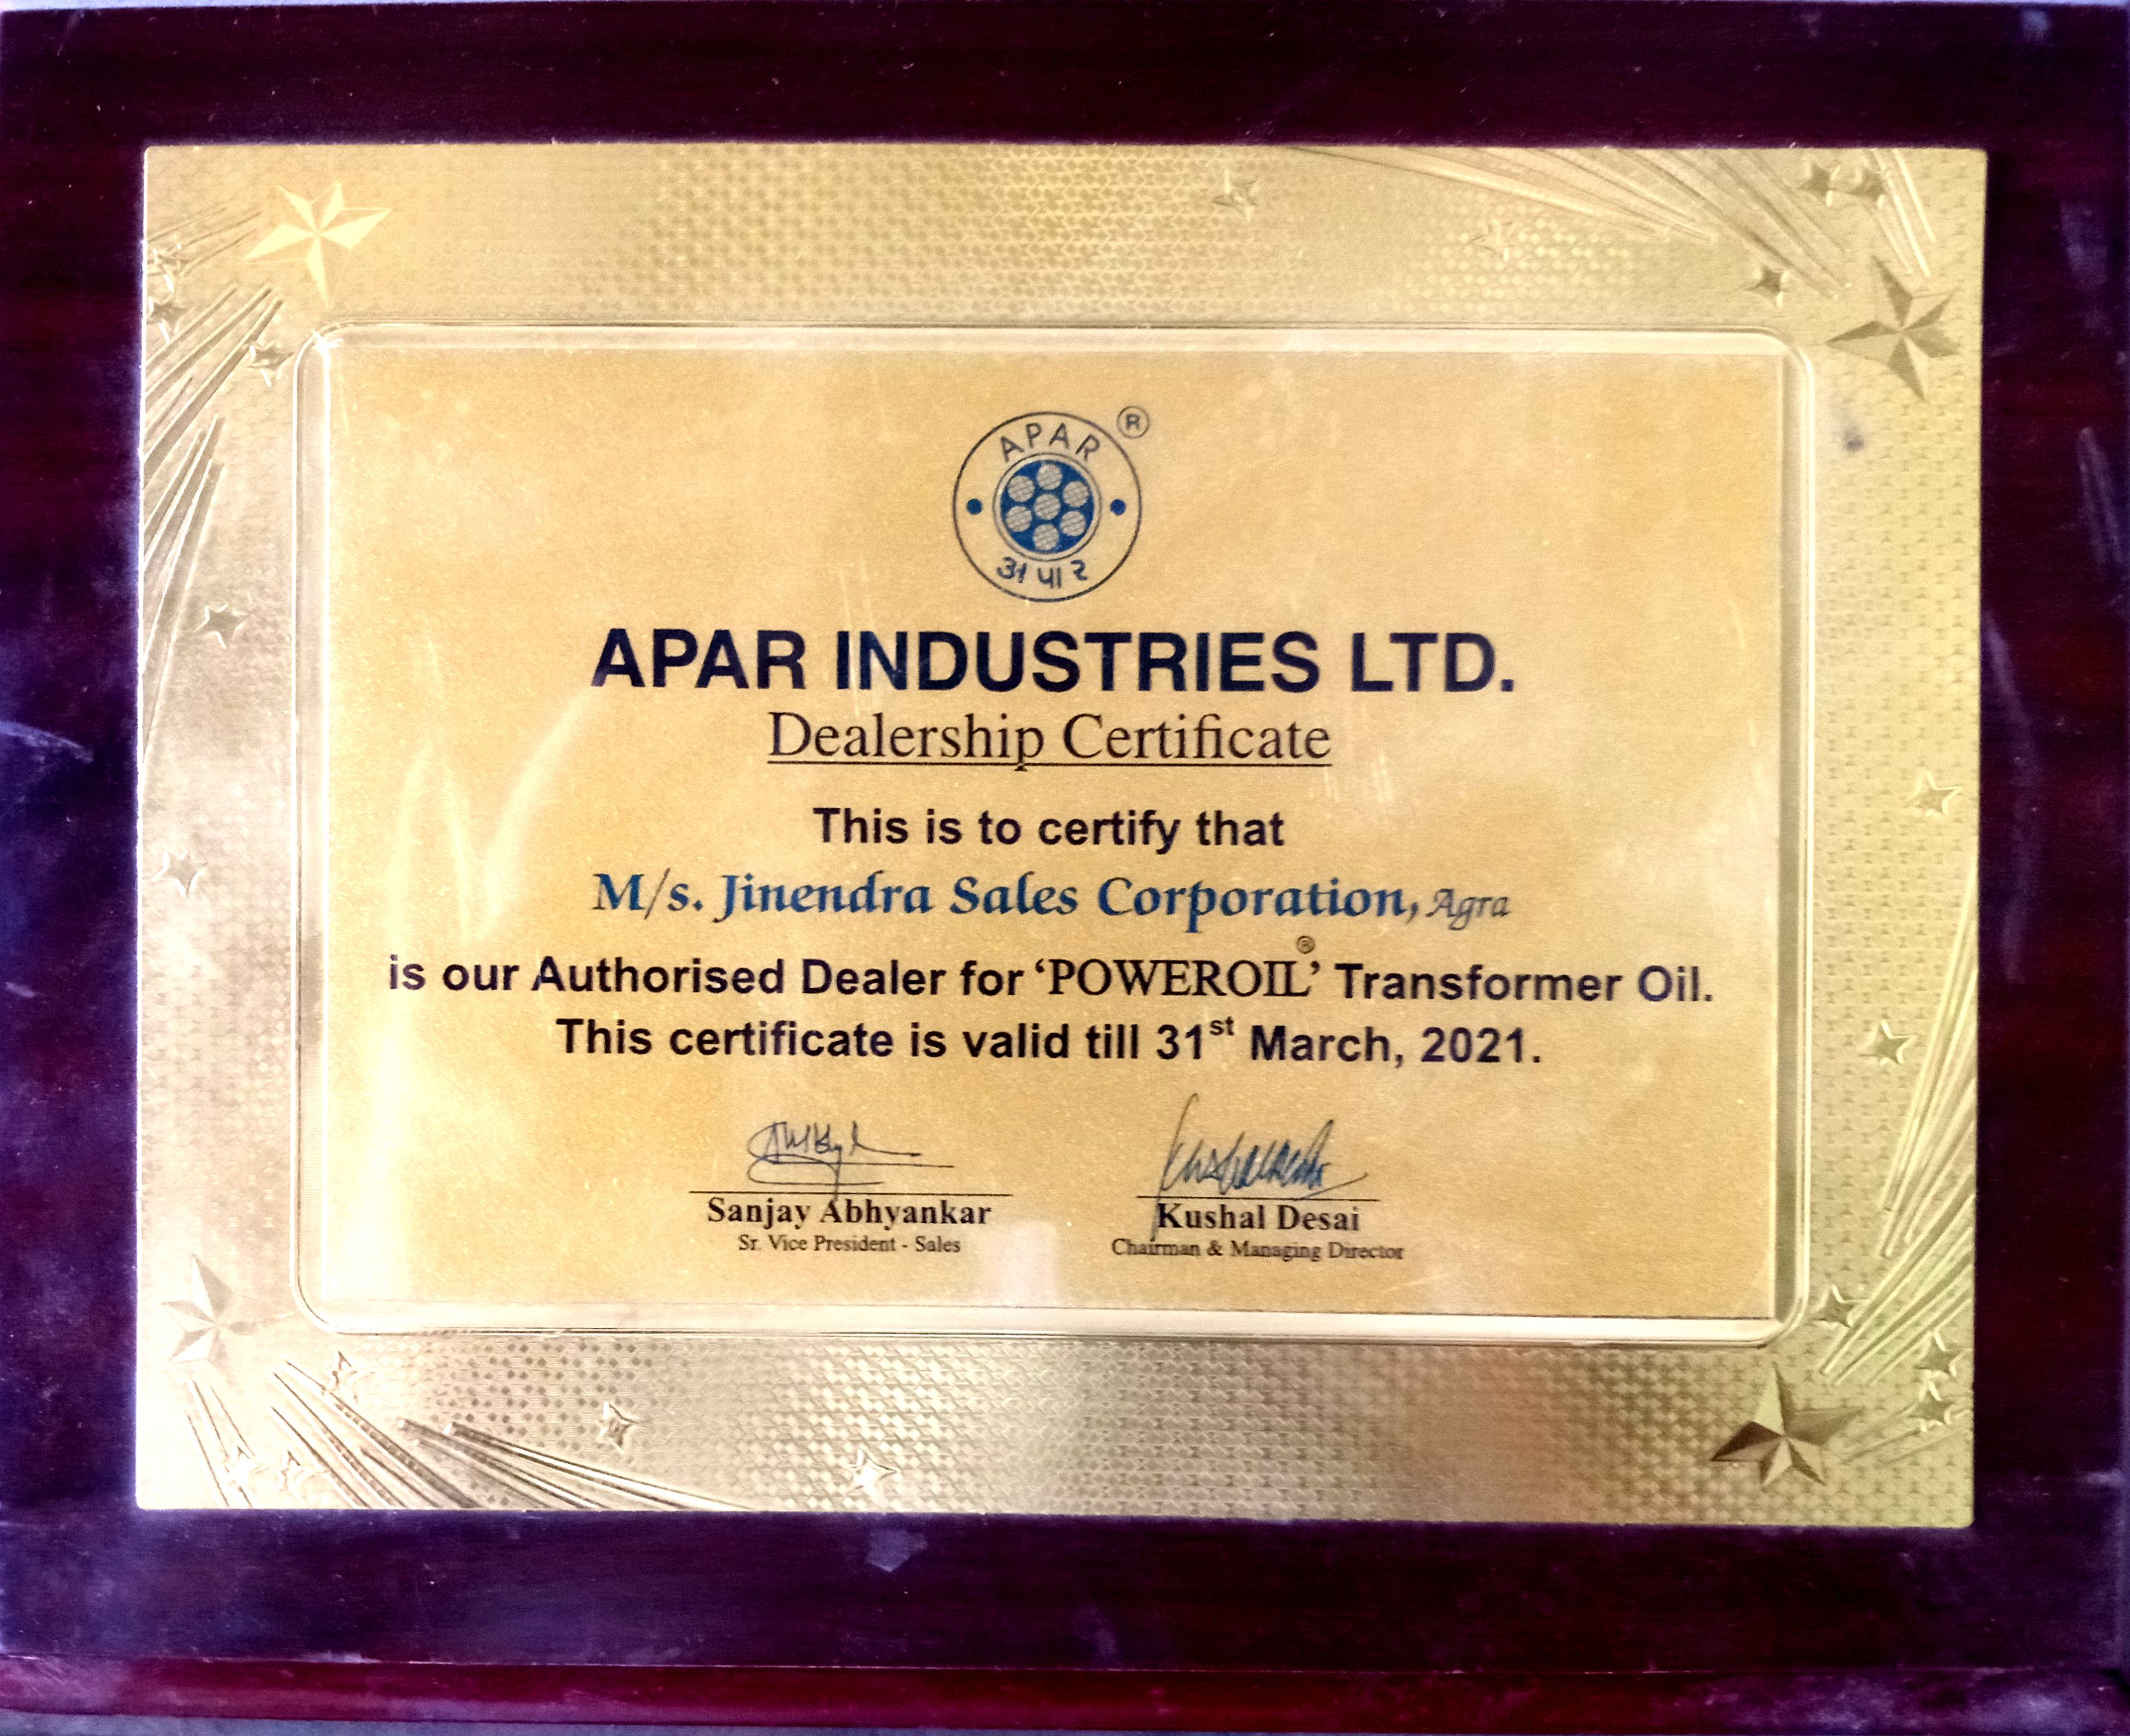 APAR ®
अपार
APAR INDUSTRIES LTD.
Dealership Certificate
This is to certify that
M/s. Jinendra Sales Corporation, Agra
is our Authorised Dealer for ‘POWEROIL®’ Transformer Oil.
This certificate is valid till 31st March, 2021.
Sanjay Abhyankar Kushal Desai
Sr. Vice President - Sales Chairman & Managing Director